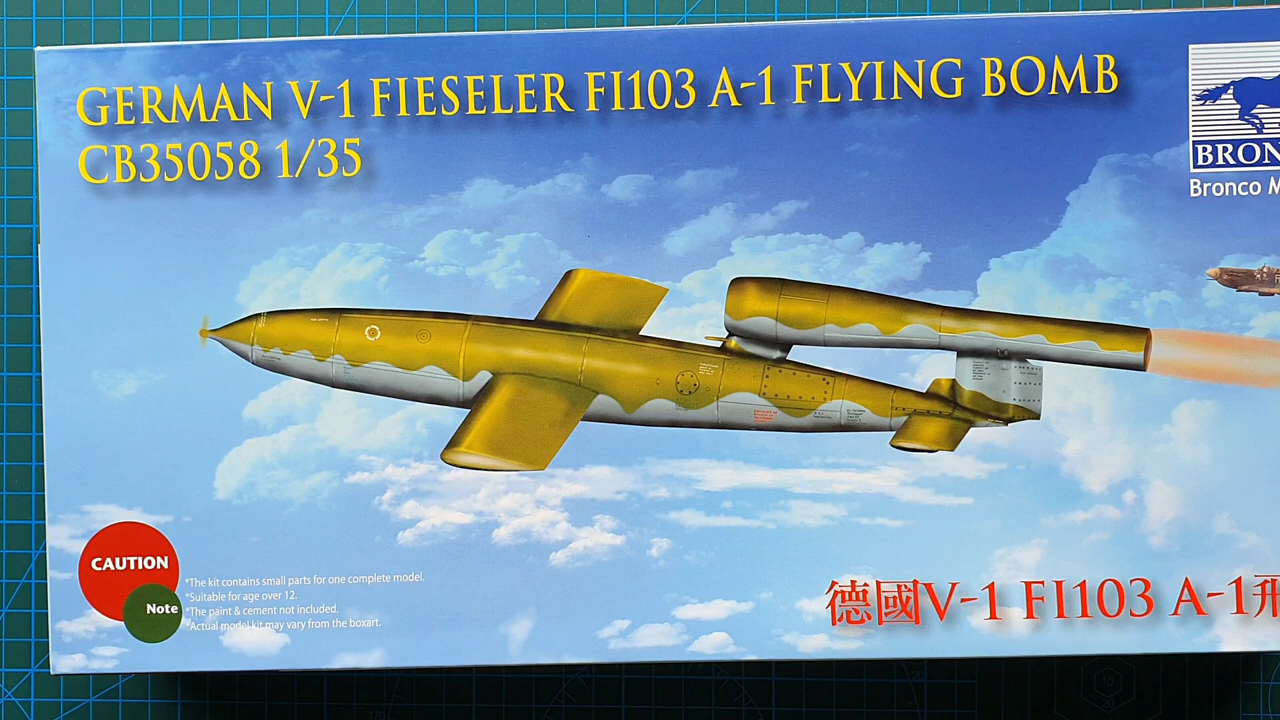 GERMAN V-1 FIESELER FI103 A-1 FLYING BOMB
CB35058 1/35
BRON
Bronco M
CAUTION
Note
*The kit contains small parts for one complete model.
*Suitable for age over 12.
*The paint & cement not included.
*Actual model kit may vary from the boxart.
德國V-1 FI103 A-1飛